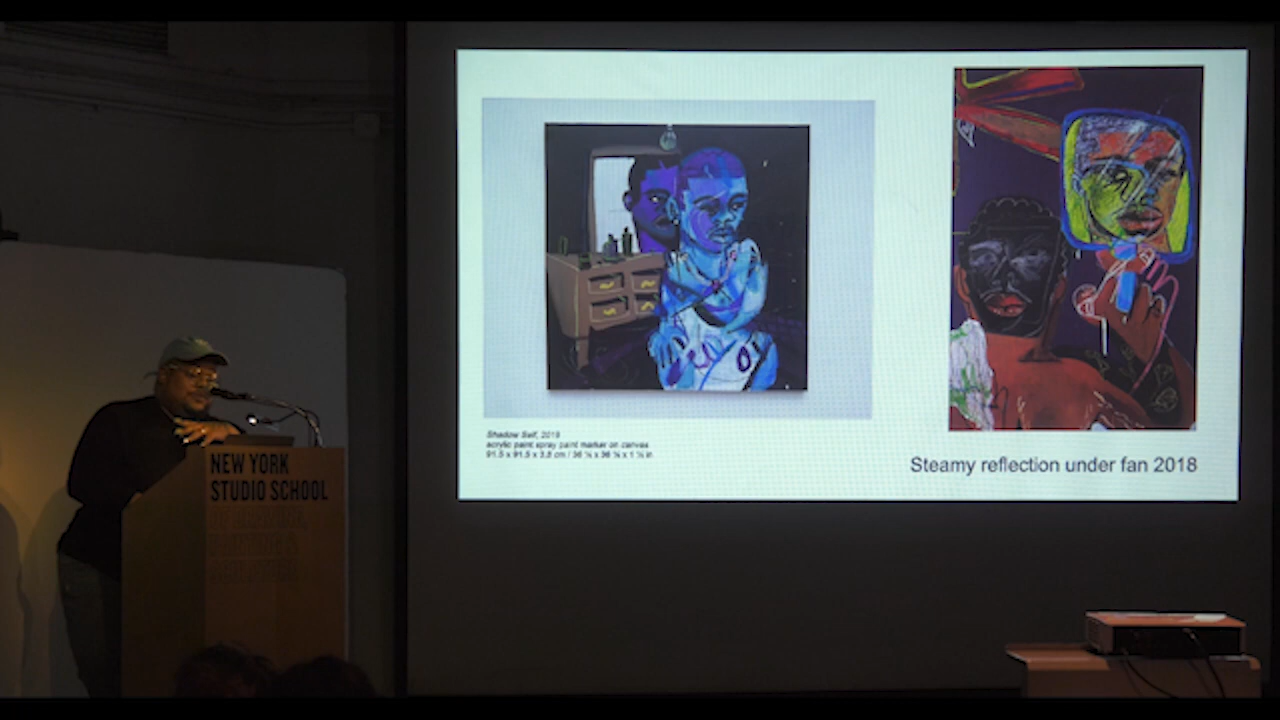 NEW YORK
STUDIO SCHOOL
Shadow Self, 2019
acrylic paint spray paint marker on canvas
Steamy reflection under fan 2018